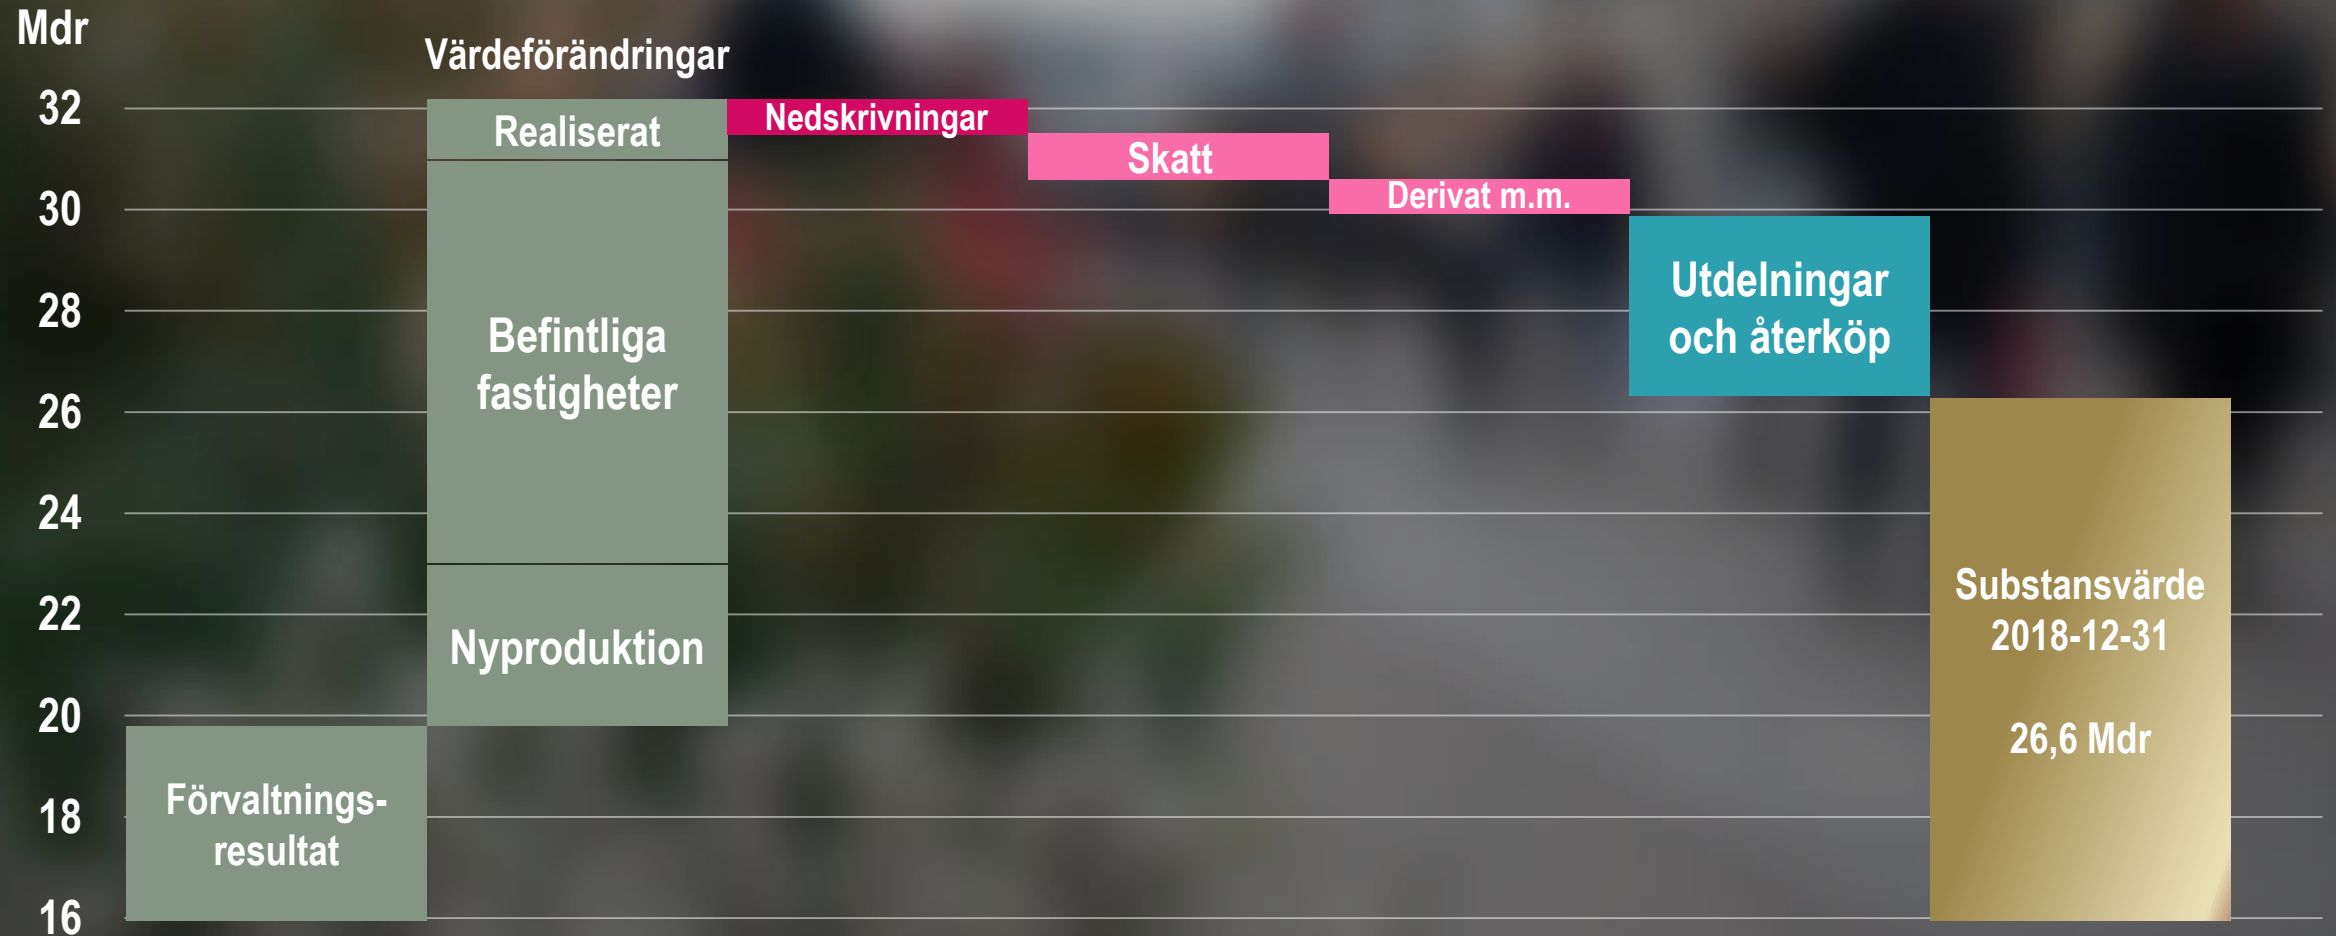 Mdr
Värdeförändringar
32
Realiserat
Nedskrivningar
Skatt
30
Derivat m.m.
Utdelningar
och återköp
28
Befintliga
fastigheter
26
24
22
Nyproduktion
Substansvärde
2018-12-31
26,6 Mdr
20
Förvaltnings-
resultat
18
16